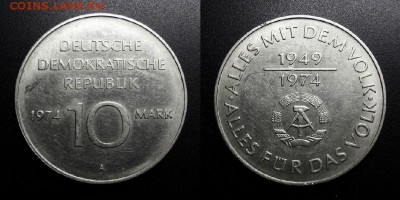 COINS.LAVE.RU
DEUTSCHE
DEMOKRATISCHE
REPUBLIK
1974 10 MARK
A
ALLES MIT DEM VOLK · ALLES FÜR DAS VOLK ·
1949
1974